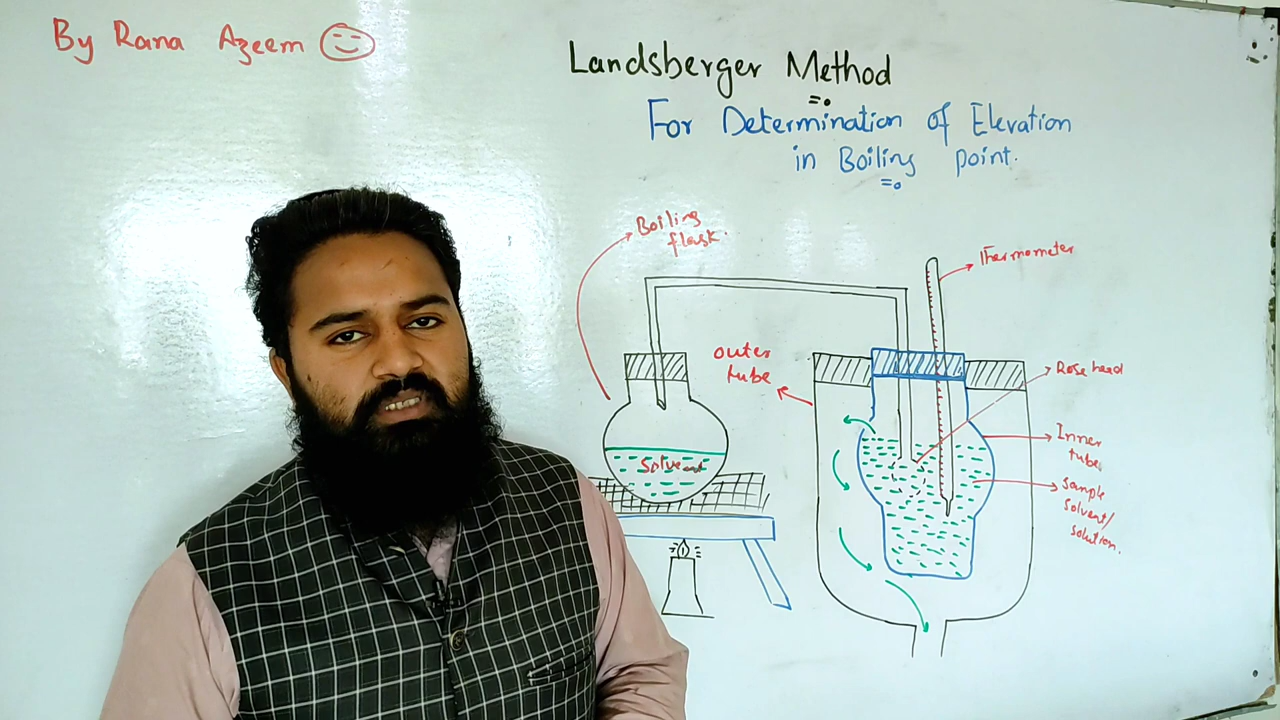 By Rana Azeem
Landsberger Method
For Determination of Elevation
in Boiling point.
Boiling
flask.
Thermometer
outer
tube
Rose head
Inner
tube
Solvent
Sample
solvent/
solution.